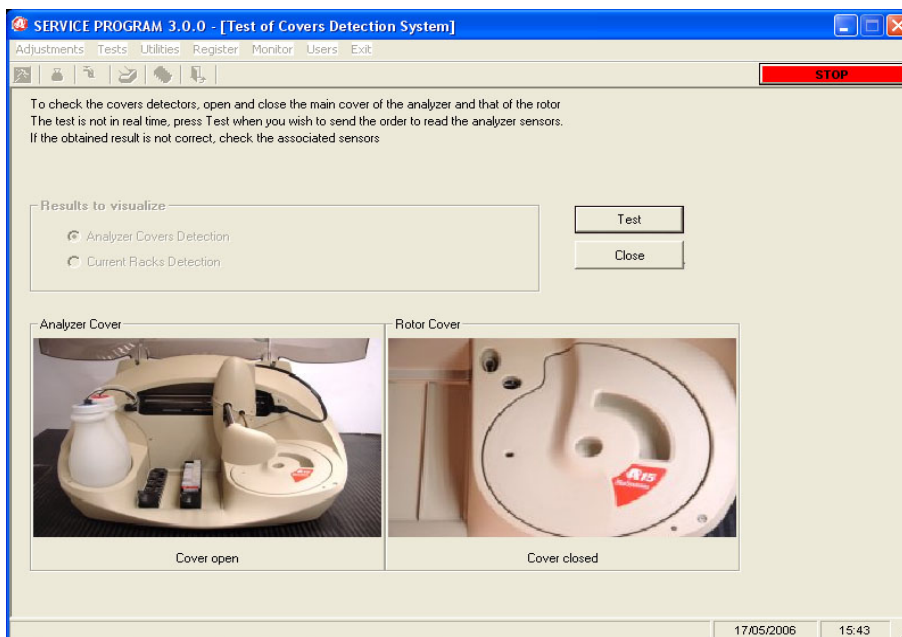 SERVICE PROGRAM 3.0.0 - [Test of Covers Detection System]
Adjustments Tests Utilities Register Monitor Users Exit
STOP
To check the covers detectors, open and close the main cover of the analyzer and that of the rotor
The test is not in real time, press Test when you wish to send the order to read the analyzer sensors.
If the obtained result is not correct, check the associated sensors
Results to visualize
Analyzer Covers Detection
Current Racks Detection
Test
Close
Analyzer Cover
Rotor Cover
A15
Cover open
Cover closed
17/05/2006 15:43